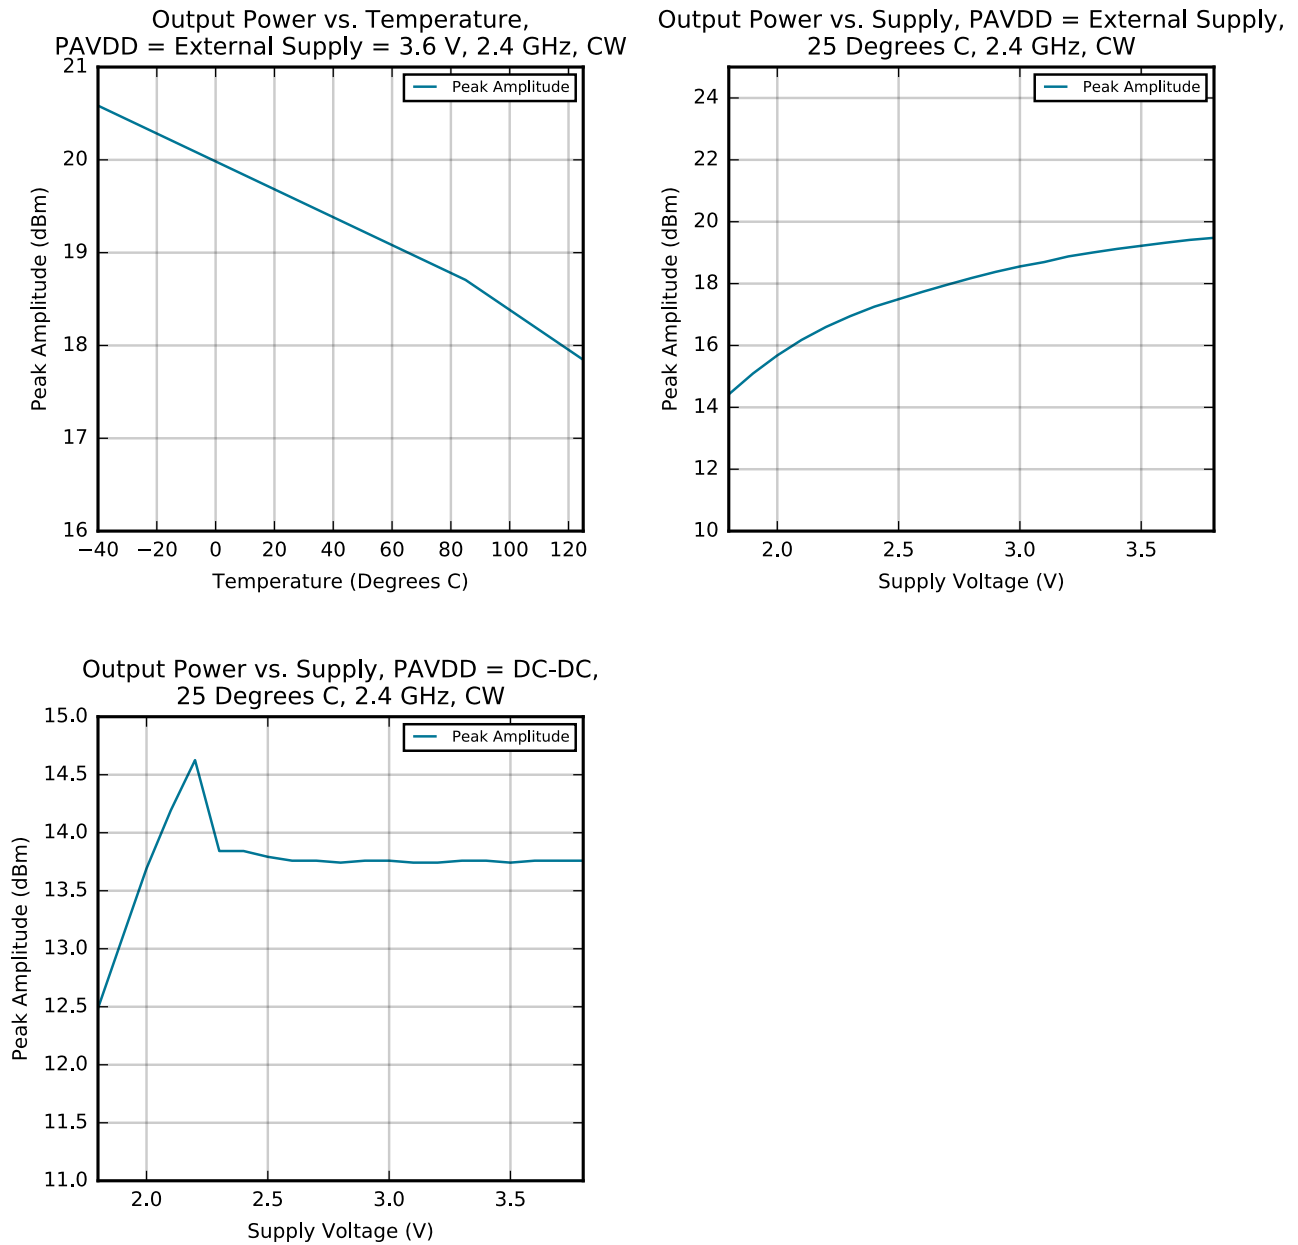 Output Power vs. Temperature,
PAVDD = External Supply = 3.6 V, 2.4 GHz, CW
21
20
19
18
17
16
Peak Amplitude (dBm)
Peak Amplitude
−40 −20 0 20 40 60 80 100 120
Temperature (Degrees C)
Output Power vs. Supply, PAVDD = External Supply,
25 Degrees C, 2.4 GHz, CW
24
22
20
18
16
14
12
10
Peak Amplitude (dBm)
Peak Amplitude
2.0 2.5 3.0 3.5
Supply Voltage (V)
Output Power vs. Supply, PAVDD = DC-DC,
25 Degrees C, 2.4 GHz, CW
15.0
14.5
14.0
13.5
13.0
12.5
12.0
11.5
11.0
Peak Amplitude (dBm)
Peak Amplitude
2.0 2.5 3.0 3.5
Supply Voltage (V)